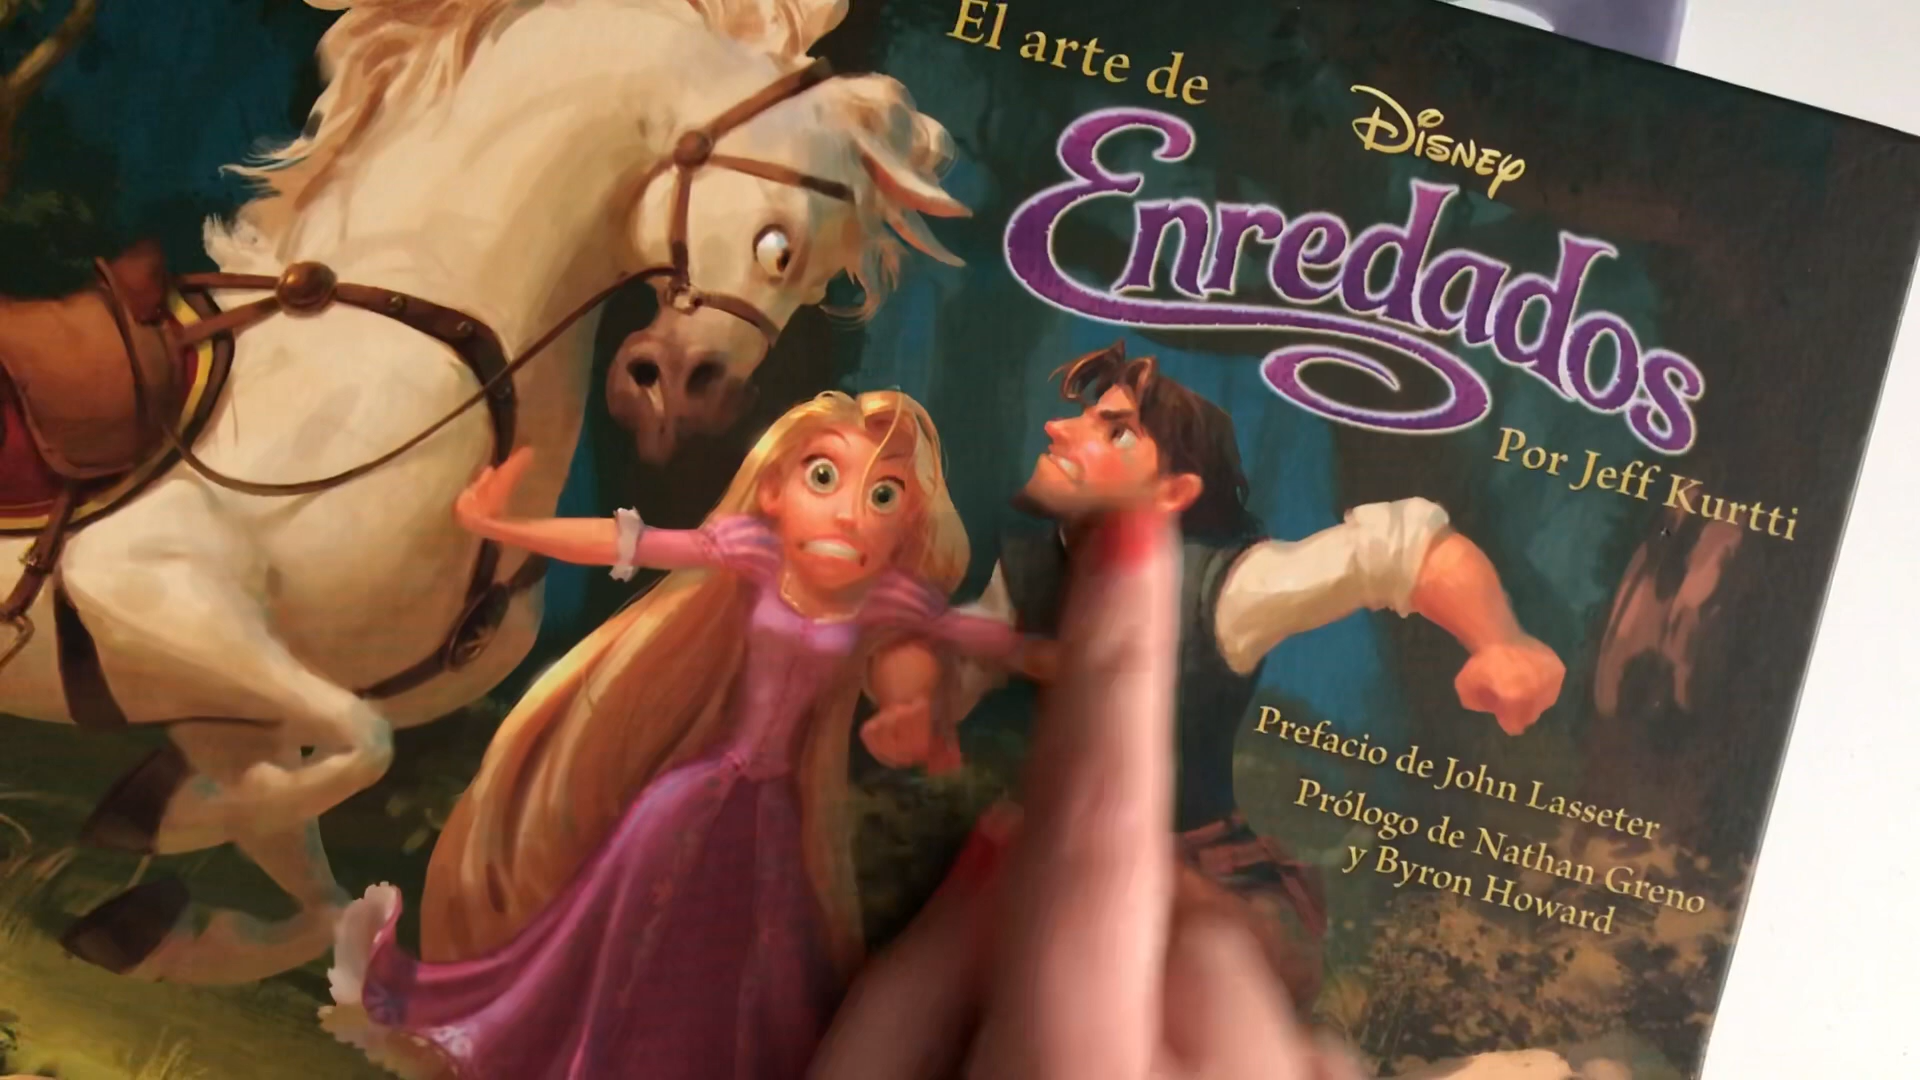 El arte de
Disney
Enredados
Por Jeff Kurtti
Prefacio de John Lasseter
Prólogo de Nathan Greno
y Byron Howard